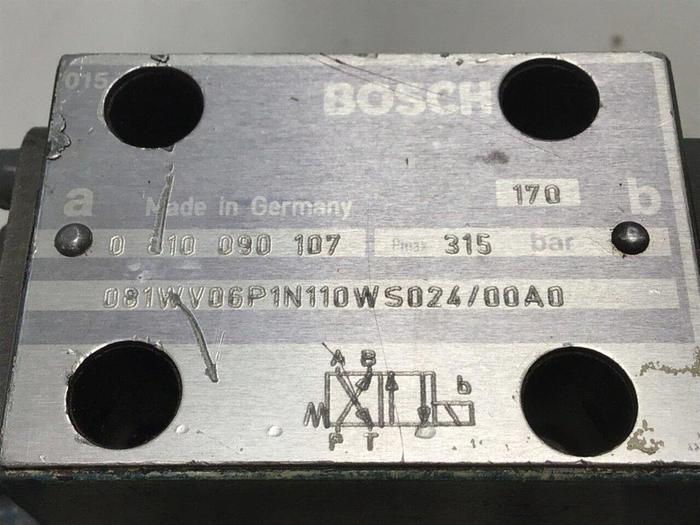 015
BOSCH
170
a Made in Germany b
0 810 090 107 Pmax 315 bar
081WV06P1N110WS024/00A0
A B
b
P T